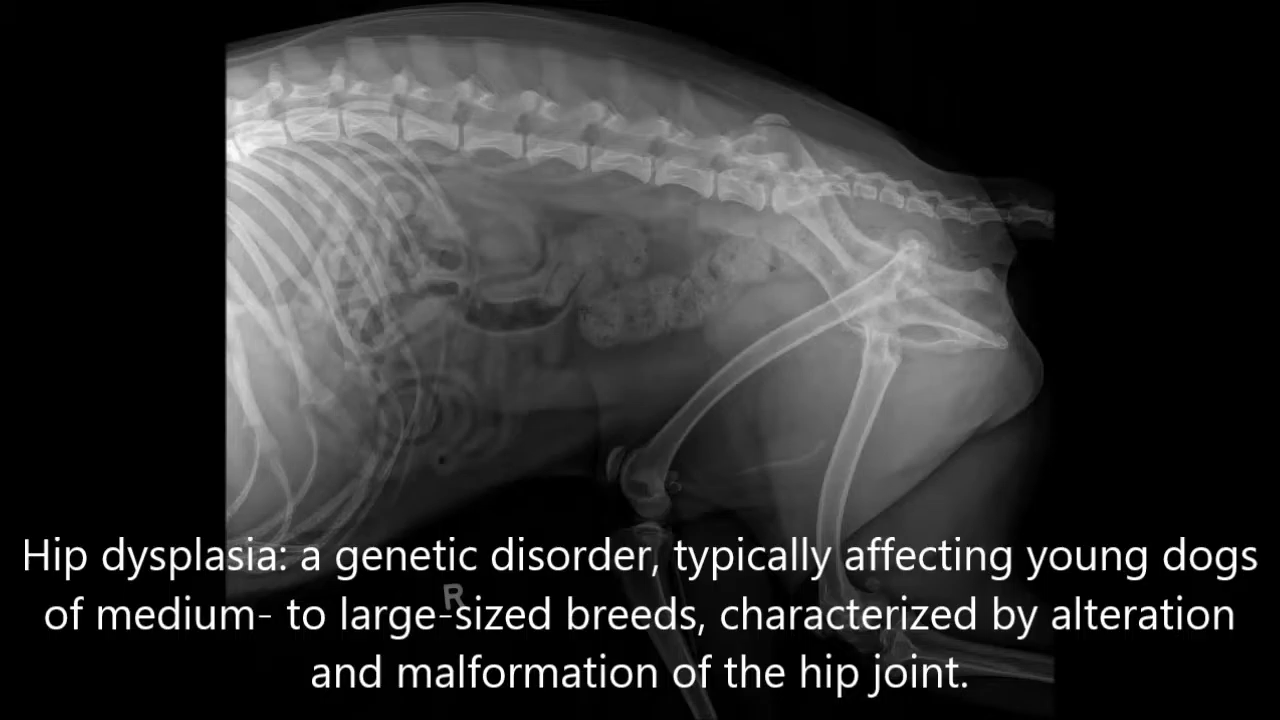 Hip dysplasia: a genetic disorder, typically affecting young dogs
R
of medium- to large-sized breeds, characterized by alteration
and malformation of the hip joint.